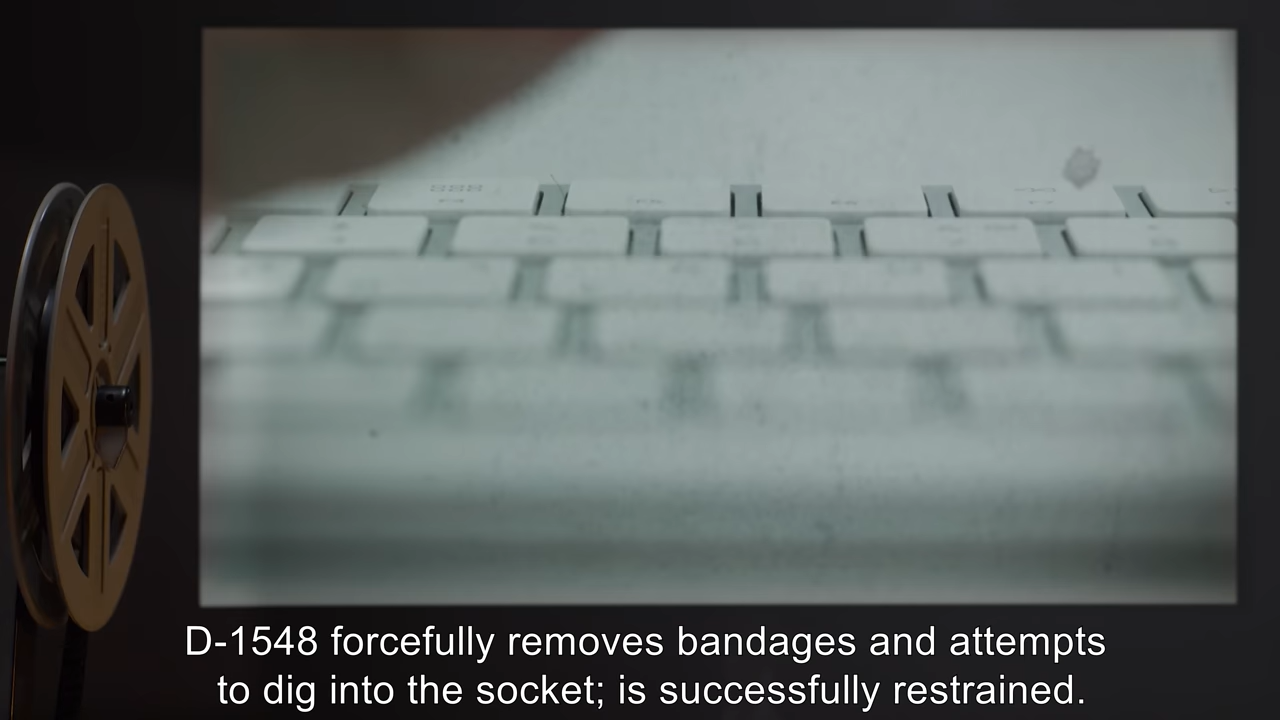 D-1548 forcefully removes bandages and attempts
to dig into the socket; is successfully restrained.